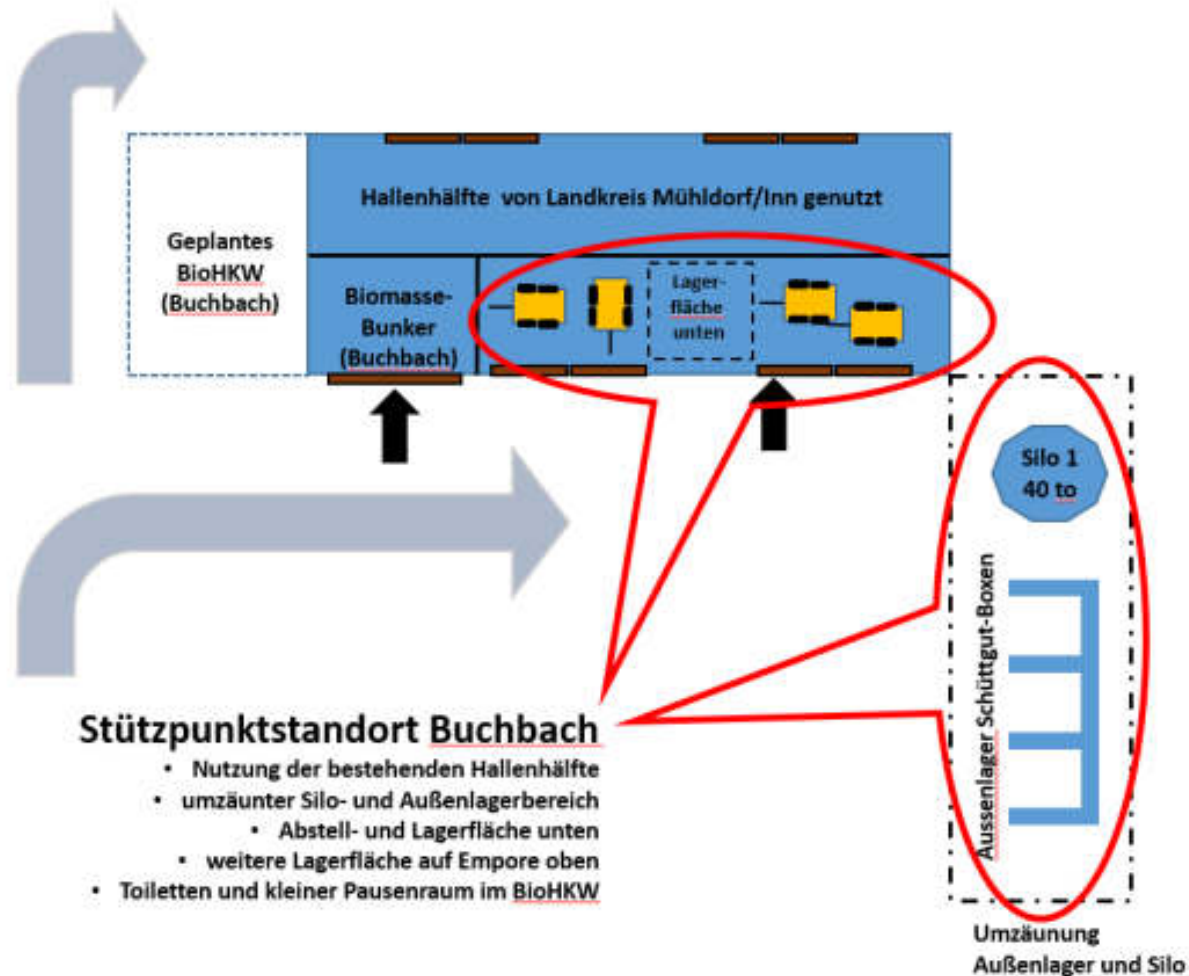 Hallenhälfte von Landkreis Mühldorf/Inn genutzt
Geplantes
BioHKW
(Buchbach)
Biomasse-
Bunker
(Buchbach)
Lager-
fläche
unten
Silo 1
40 to
Aussenlager Schüttgut-Boxen
Stützpunktstandort Buchbach
• Nutzung der bestehenden Hallenhälfte
• umzäunter Silo- und Außenlagerbereich
• Abstell- und Lagerfläche unten
• weitere Lagerfläche auf Empore oben
• Toiletten und kleiner Pausenraum im BioHKW
Umzäunung
Außenlager und Silo